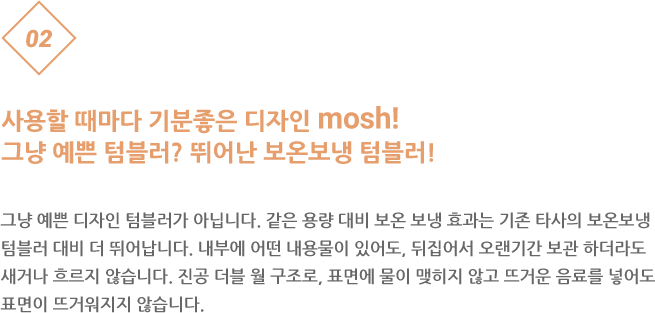 02
사용할 때마다 기분좋은 디자인 mosh!
그냥 예쁜 텀블러? 뛰어난 보온보냉 텀블러!
그냥 예쁜 디자인 텀블러가 아닙니다. 같은 용량 대비 보온 보냉 효과는 기존 타사의 보온보냉
텀블러 대비 더 뛰어납니다. 내부에 어떤 내용물이 있어도, 뒤집어서 오랜기간 보관 하더라도
새거나 흐르지 않습니다. 진공 더블 월 구조로, 표면에 물이 맺히지 않고 뜨거운 음료를 넣어도
표면이 뜨거워지지 않습니다.